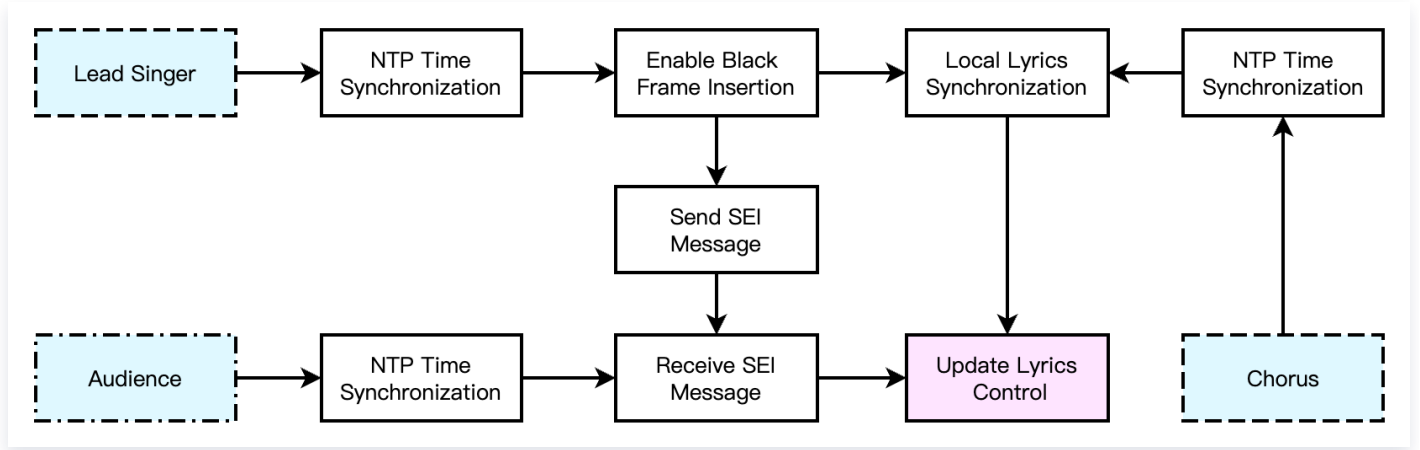 Lead Singer
NTP Time
Synchronization
Enable Black
Frame Insertion
Local Lyrics
Synchronization
NTP Time
Synchronization
Send SEI
Message
Audience
NTP Time
Synchronization
Receive SEI
Message
Update Lyrics
Control
Chorus